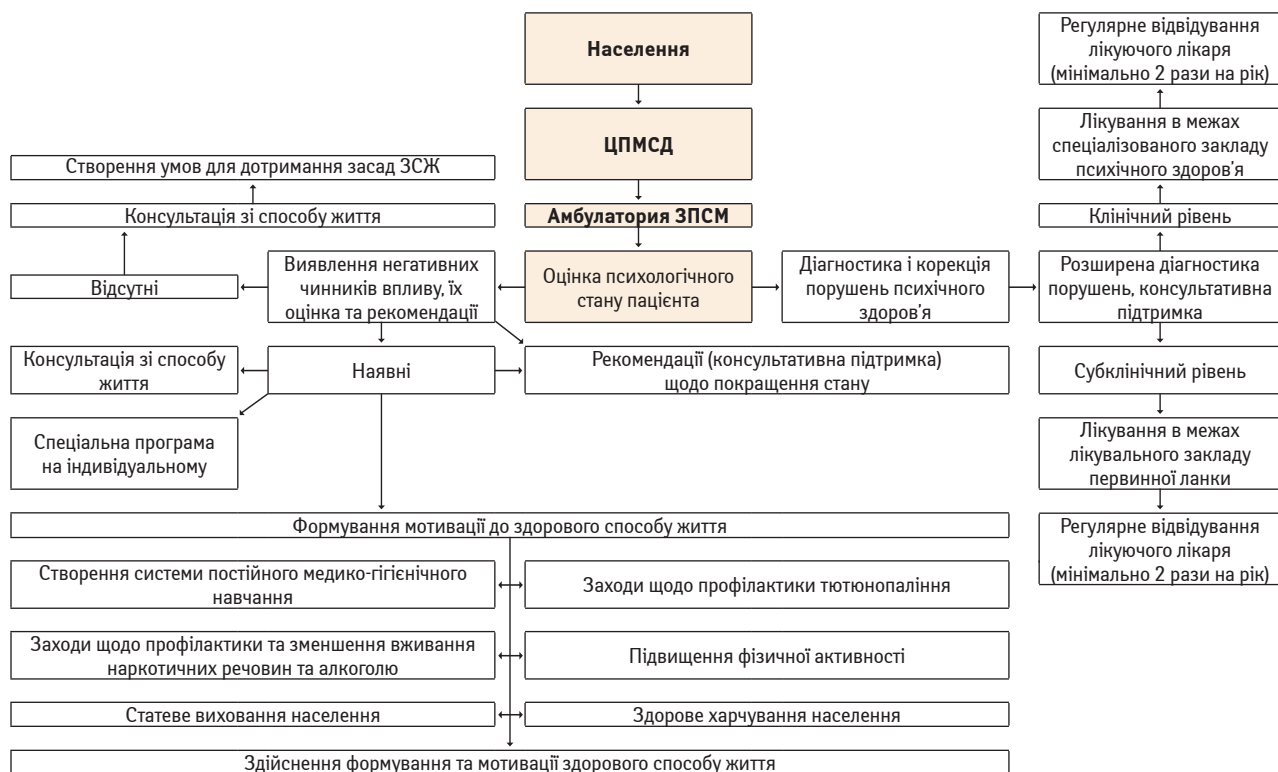 Населення
ЦПМСД
Амбулатория ЗПСМ
Оцінка психологічного
стану пацієнта
Створення умов для дотримання засад ЗСЖ
Консультація зі способу життя
Відсутні
Виявлення негативних
чинників впливу, їх
оцінка та рекомендації
Діагностика і корекція
порушень психічного
здоров’я
Регулярне відвідування
лікуючого лікаря
(мінімально 2 рази на рік)
Лікування в межах
спеціалізованого закладу
психічного здоров’я
Клінічний рівень
Розширена діагностика
порушень, консультативна
підтримка
Субклінічний рівень
Лікування в межах
лікувального закладу
первинної ланки
Регулярне відвідування
лікуючого лікаря
(мінімально 2 рази на рік)
Консультація зі способу
життя
Наявні
Рекомендації (консультативна підтримка)
щодо покращення стану
Спеціальна програма
на індивідуальному
Формування мотивації до здорового способу життя
Створення системи постійного медико-гігієнічного
навчання
Заходи щодо профілактики тютюнопаління
Заходи щодо профілактики та зменшення вживання
наркотичних речовин та алкоголю
Підвищення фізичної активності
Статеве виховання населення
Здорове харчування населення
Здійснення формування та мотивації здорового способу життя